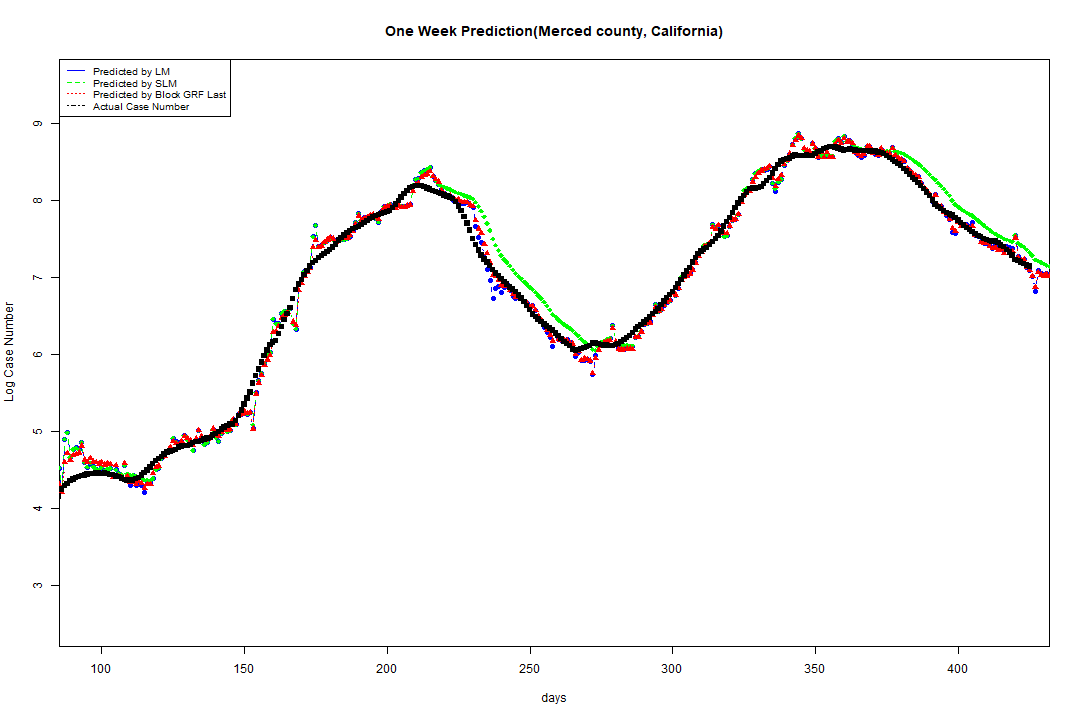 One Week Prediction(Merced county, California)
Predicted by LM
Predicted by SLM
Predicted by Block GRF Last
Actual Case Number
9
8
7
6
5
4
3
Log Case Number
100 150 200 250 300 350 400
days